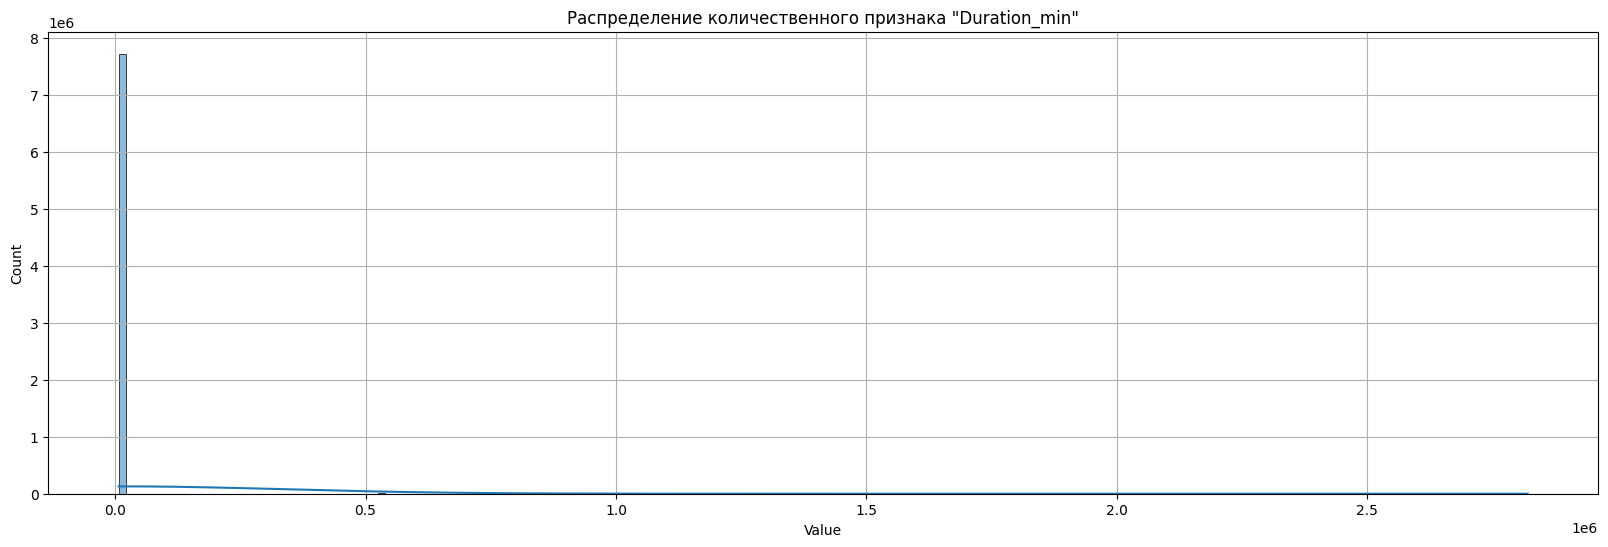 Распределение количественного признака "Duration_min"
1e6
8
7
6
5
4
3
2
1
0
Count
0.0 0.5 1.0 1.5 2.0 2.5
Value
1e6